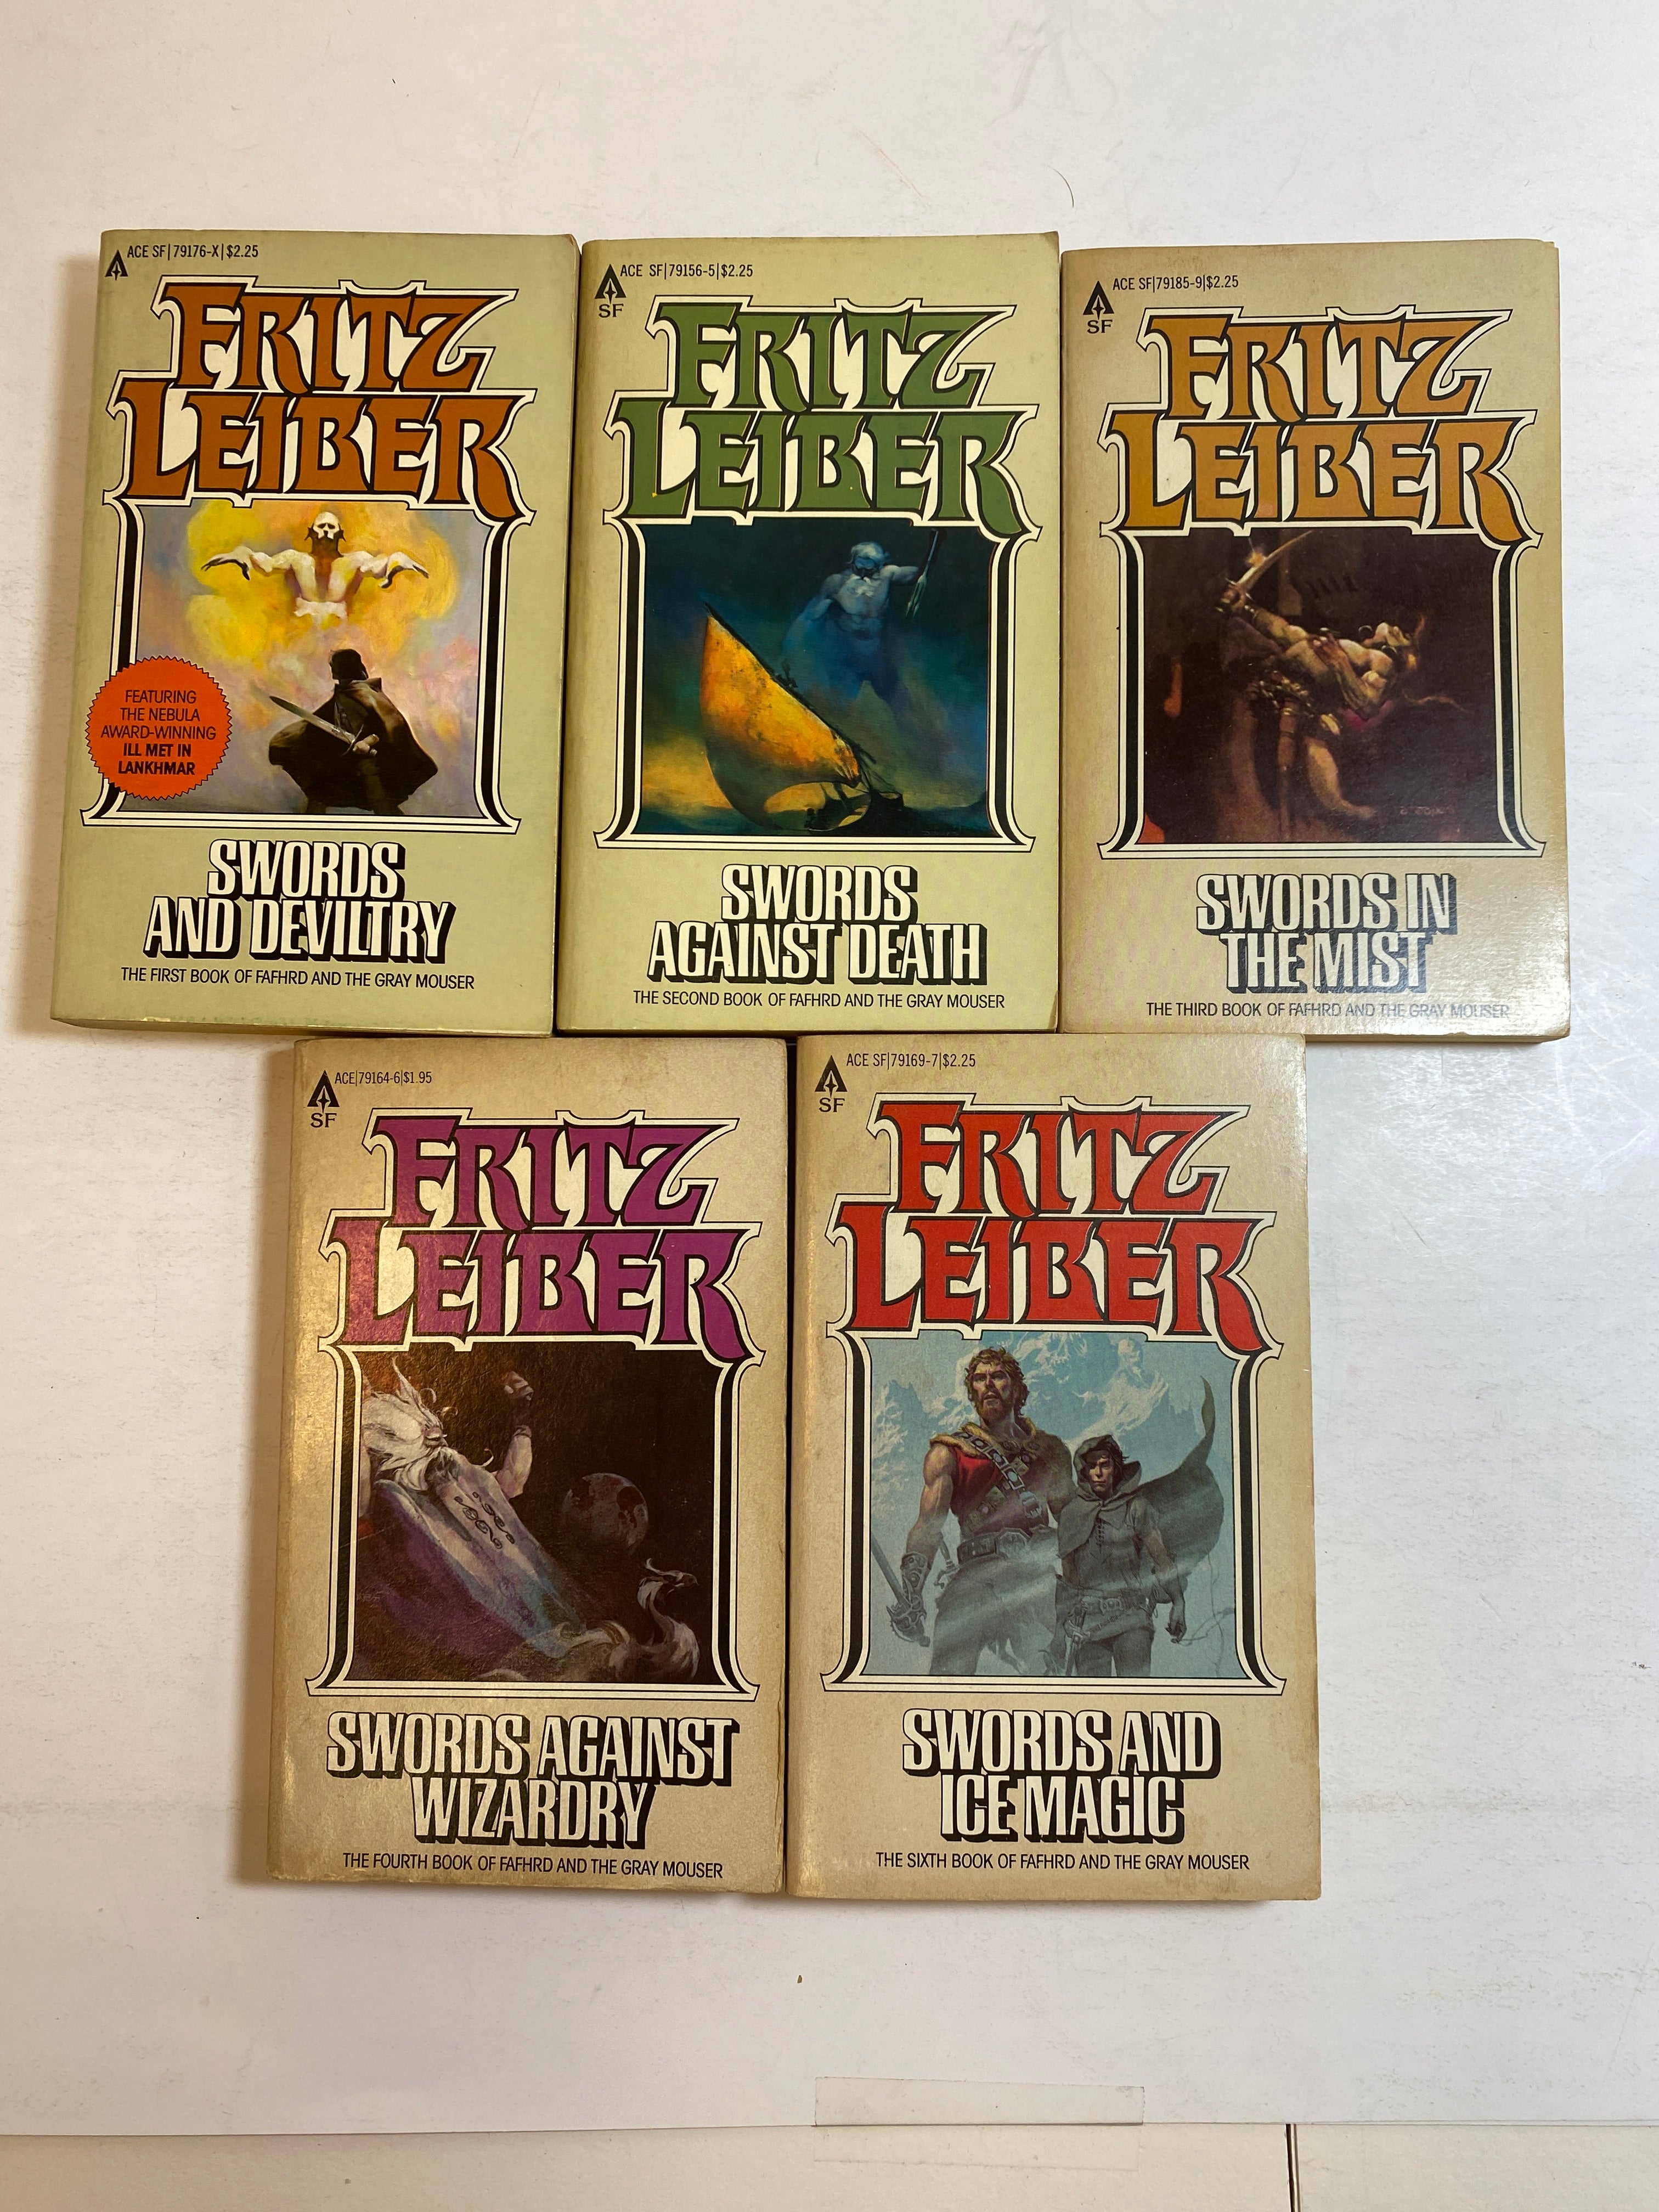 ACE SF|79176-X|$2.25
FRITZ
LEIBER
FEATURING
THE NEBULA
AWARD-WINNING
ILL MET IN
LANKHMAR
SWORDS
AND DEVILTRY
THE FIRST BOOK OF FAFHRD AND THE GRAY MOUSER
ACE SF|79156-5|$2.25
SF
FRITZ
LEIBER
SWORDS
AGAINST DEATH
THE SECOND BOOK OF FAFHRD AND THE GRAY MOUSER
ACE SF|79185-9|$2.25
SF
FRITZ
LEIBER
SWORDS IN
THE MIST
THE THIRD BOOK OF FAFHRD AND THE GRAY MOUSER
ACE|79164-6|$1.95
SF
FRITZ
LEIBER
SWORDS AGAINST
WIZARDRY
THE FOURTH BOOK OF FAFHRD AND THE GRAY MOUSER
ACE SF|79169-7|$2.25
SF
FRITZ
LEIBER
SWORDS AND
ICE MAGIC
THE SIXTH BOOK OF FAFHRD AND THE GRAY MOUSER